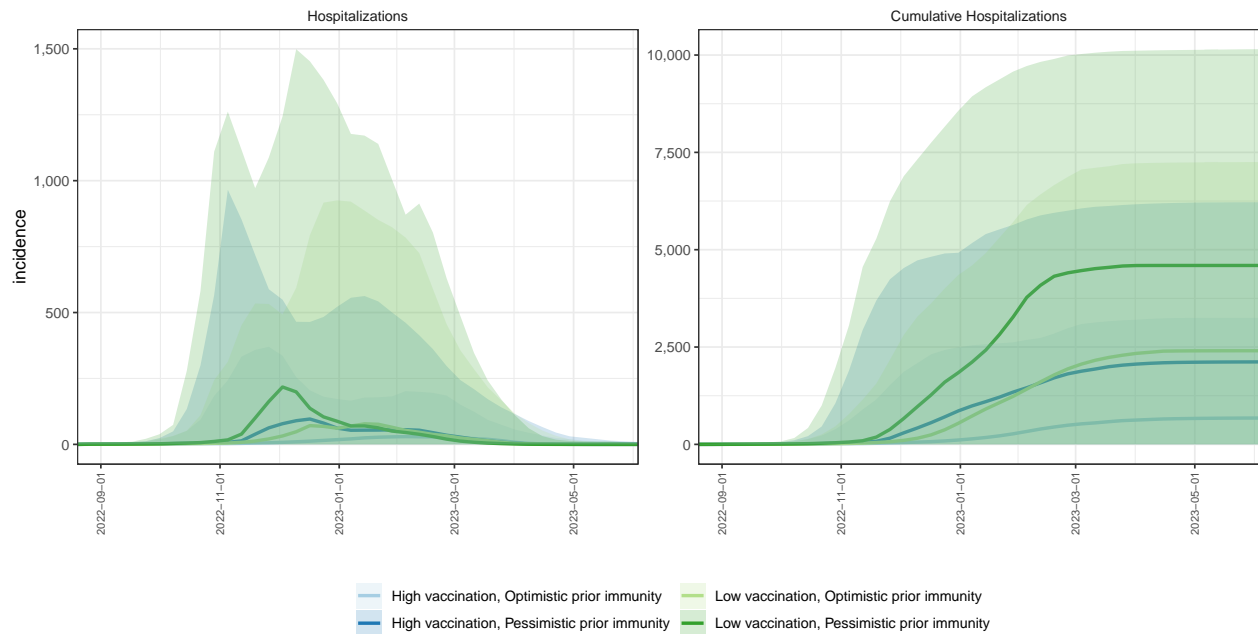 Hospitalizations
Cumulative Hospitalizations
incidence
1,500
1,000
500
0
10,000
7,500
5,000
2,500
0
2022−09−01
2022−11−01
2023−01−01
2023−03−01
2023−05−01
2022−09−01
2022−11−01
2023−01−01
2023−03−01
2023−05−01
High vaccination, Optimistic prior immunity
Low vaccination, Optimistic prior immunity
High vaccination, Pessimistic prior immunity
Low vaccination, Pessimistic prior immunity